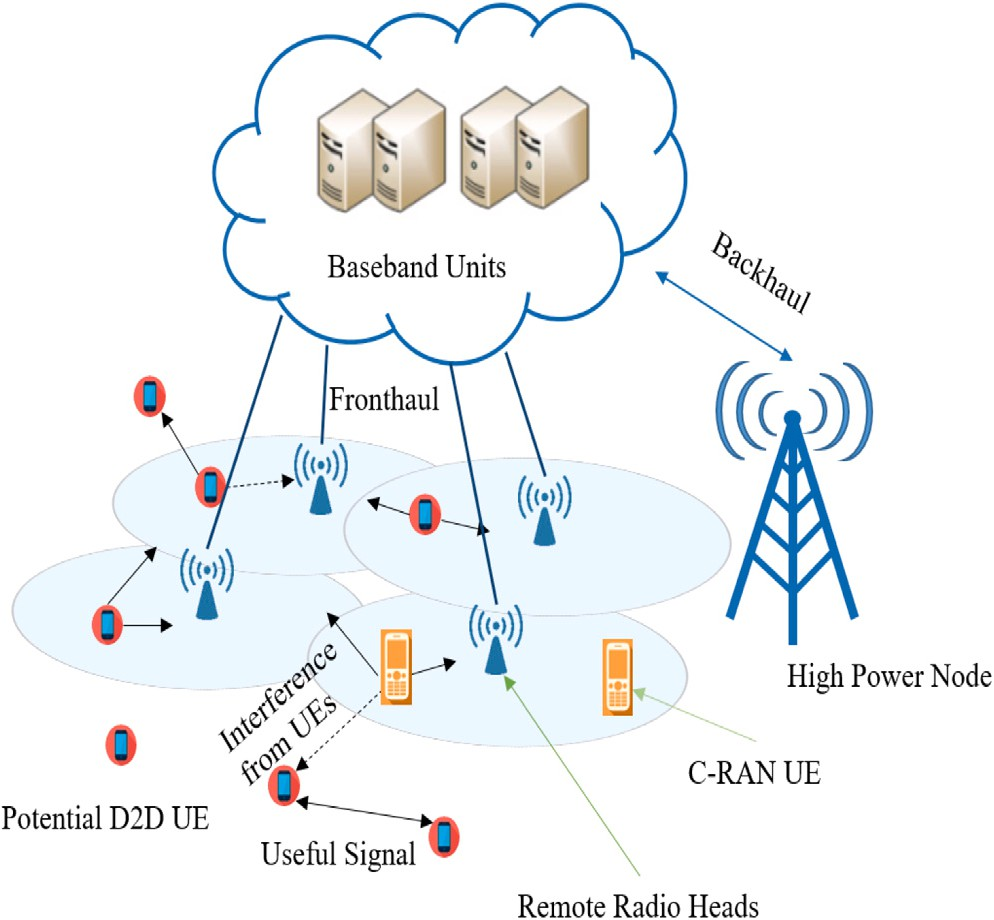 Baseband Units
Backhaul
Fronthaul
High Power Node
Interference
from UEs
C-RAN UE
Potential D2D UE
Useful Signal
Remote Radio Heads